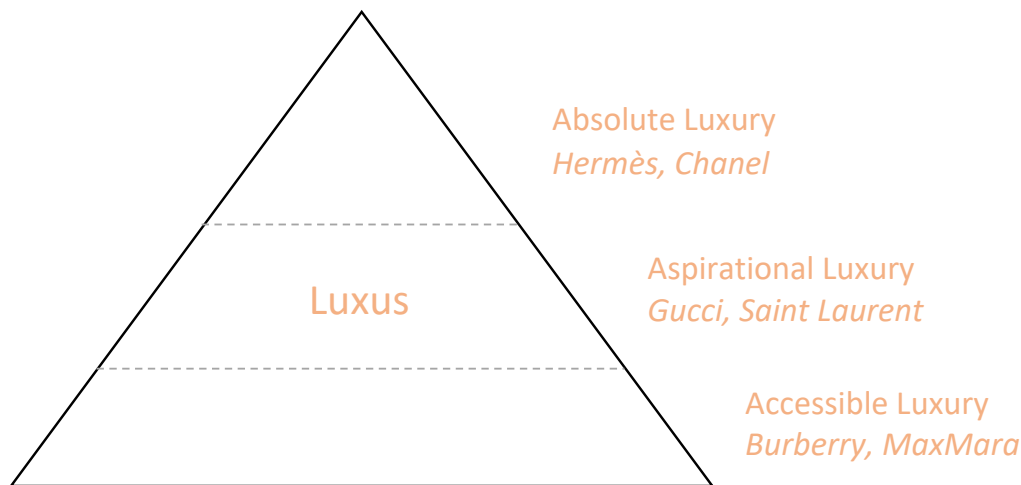 Absolute Luxury
Hermès, Chanel
Luxus
Aspirational Luxury
Gucci, Saint Laurent
Accessible Luxury
Burberry, MaxMara